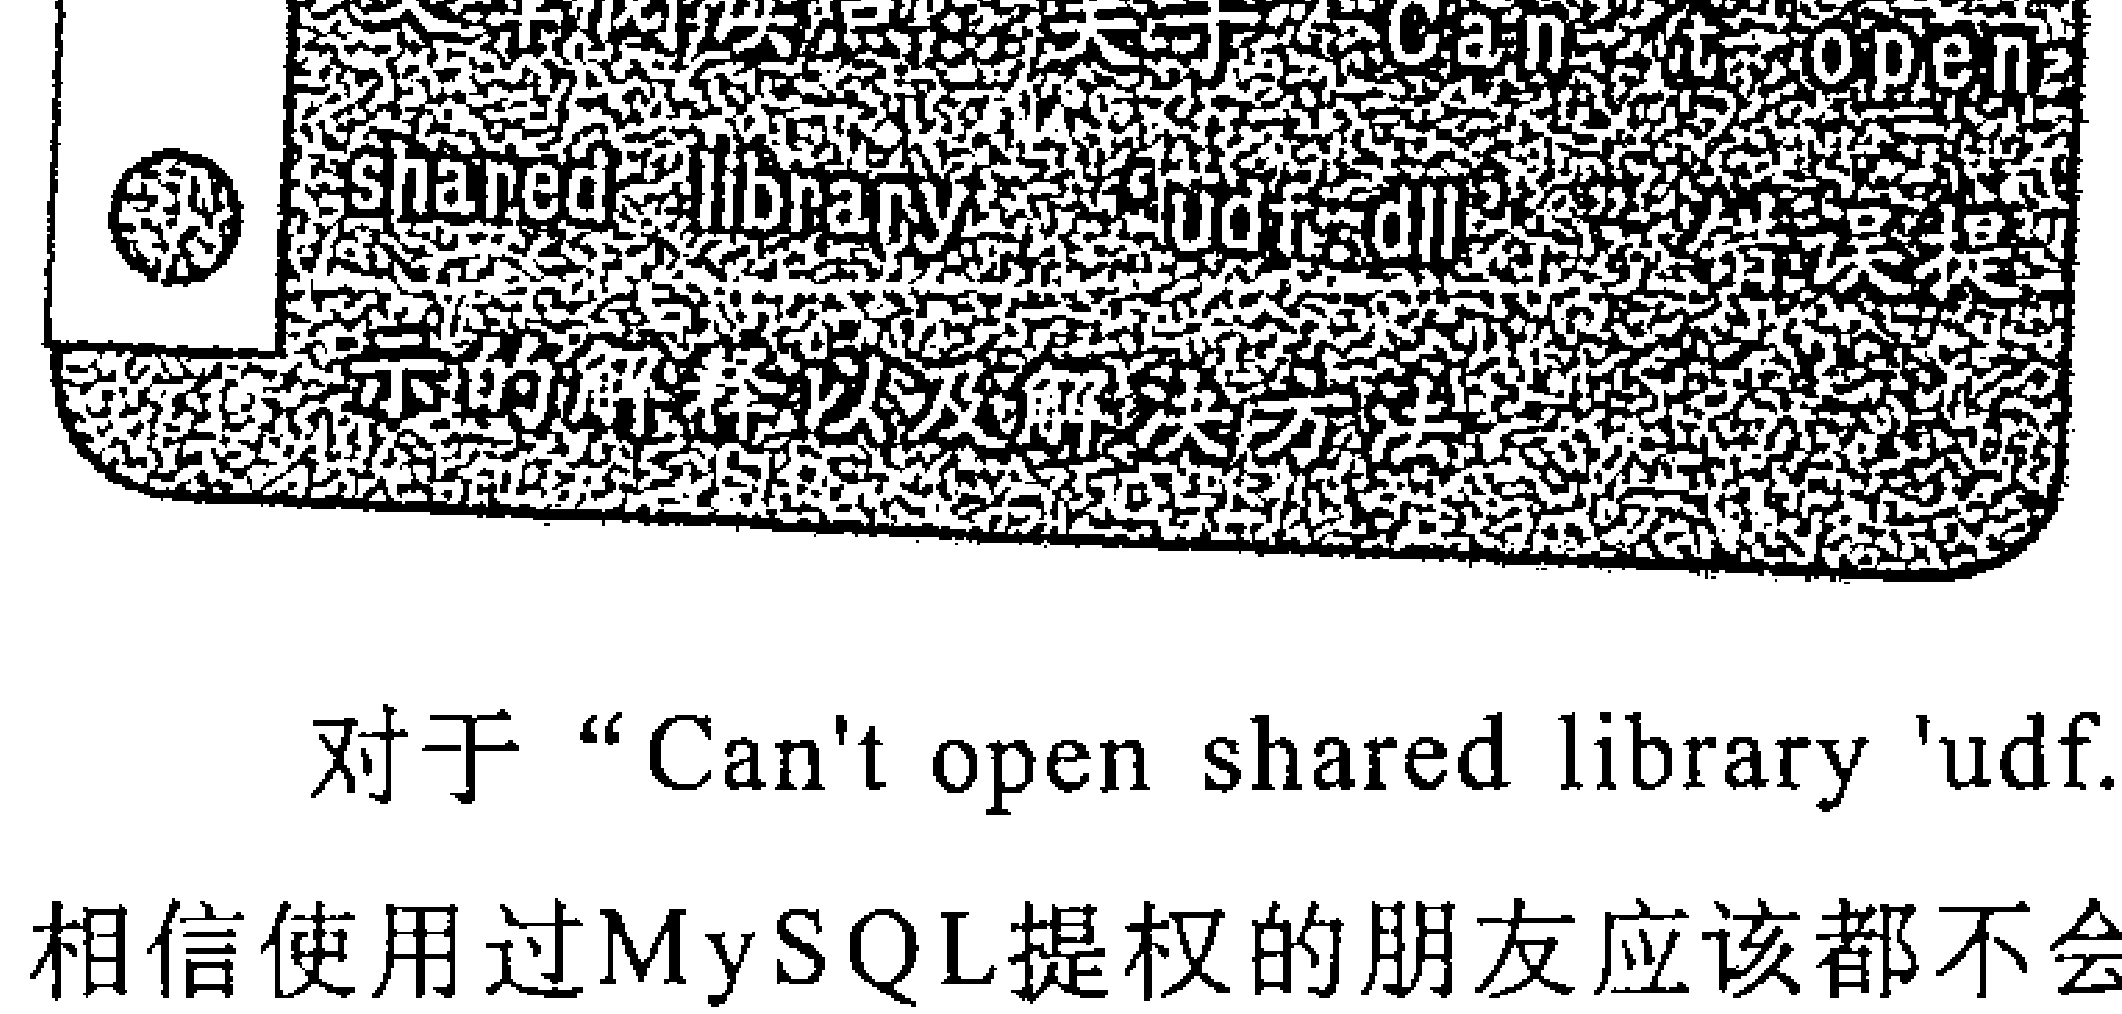 关于 Can't open
shared library 'udf.dll' 错误提
示的解释以及解决方法
对于“Can't open shared library 'udf.
相信使用过MySQL提权的朋友应该都不会